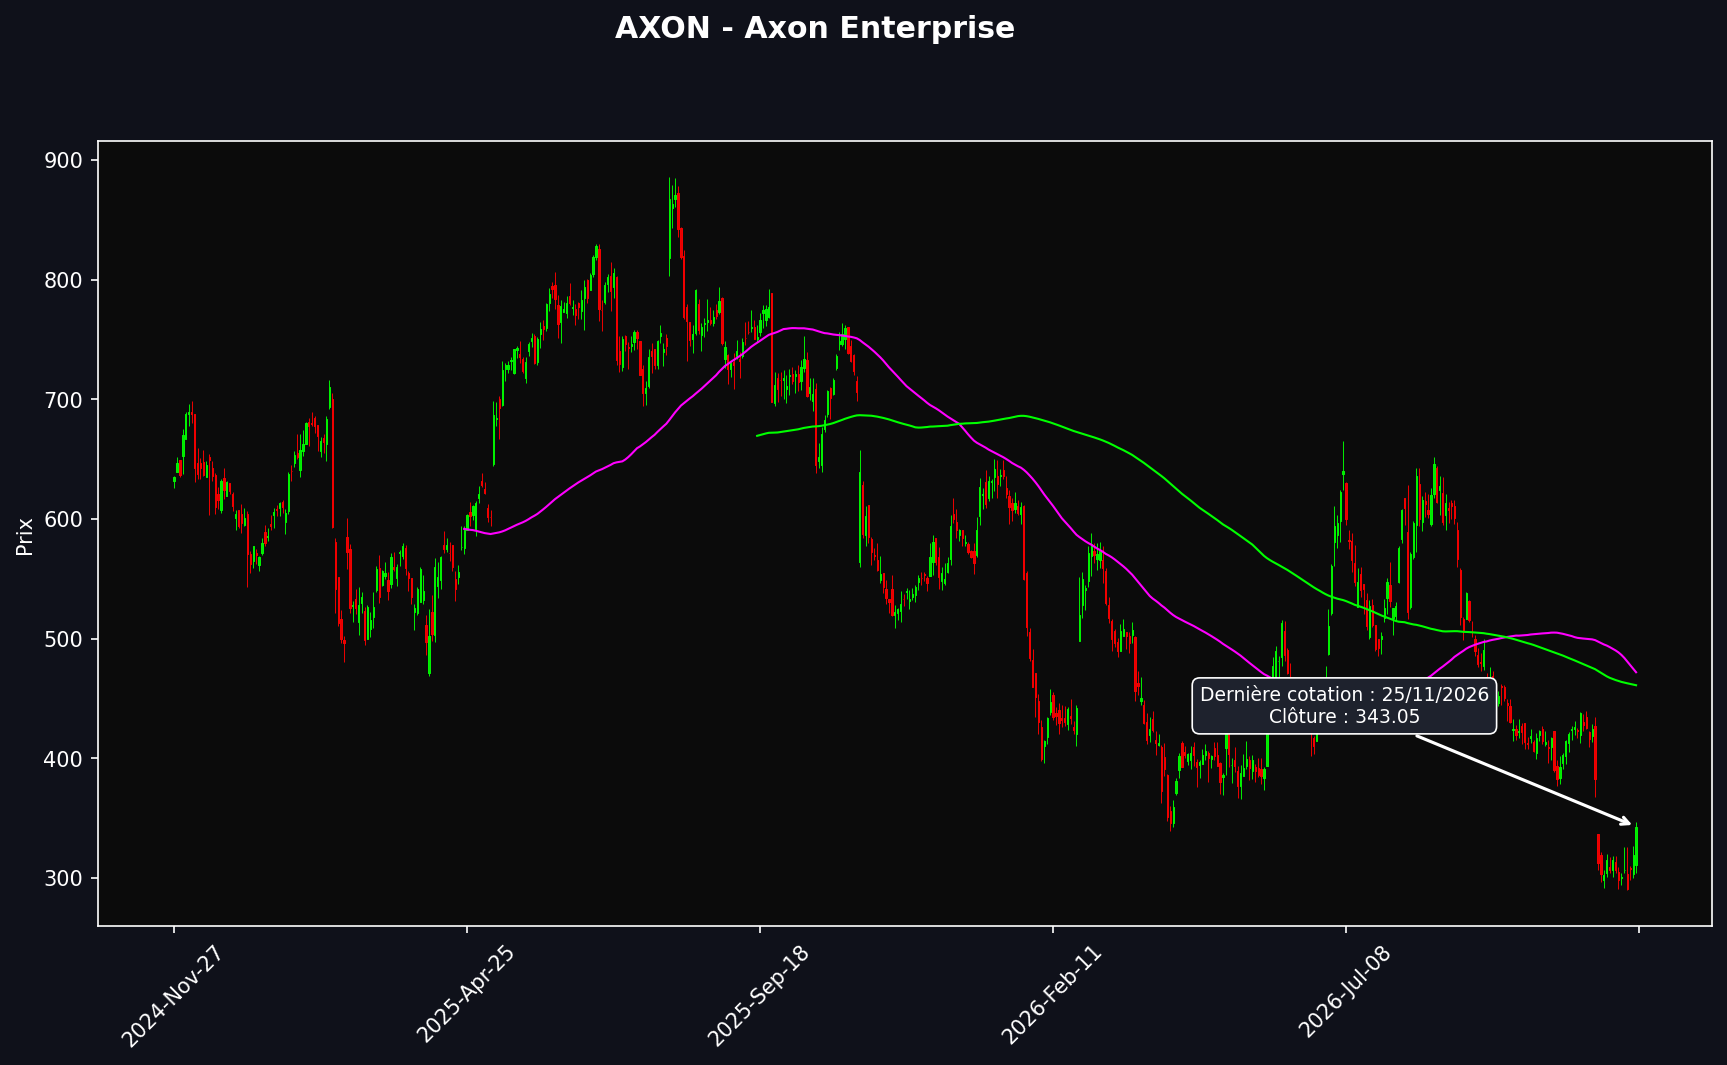 AXON - Axon Enterprise
Prix
900
800
700
600
500
400
300
Dernière cotation : 25/11/2026
Clôture : 343.05
2024-Nov-27
2025-Apr-25
2025-Sep-18
2026-Feb-11
2026-Jul-08